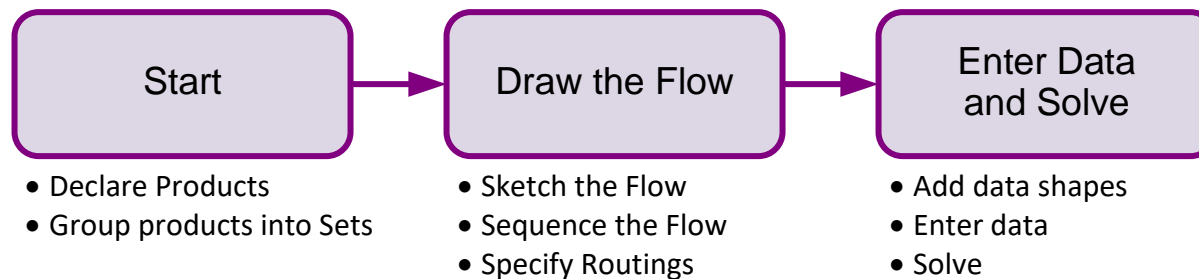 Start
Draw the Flow
Enter Data
and Solve
• Declare Products
• Group products into Sets
• Sketch the Flow
• Sequence the Flow
• Specify Routings
• Add data shapes
• Enter data
• Solve